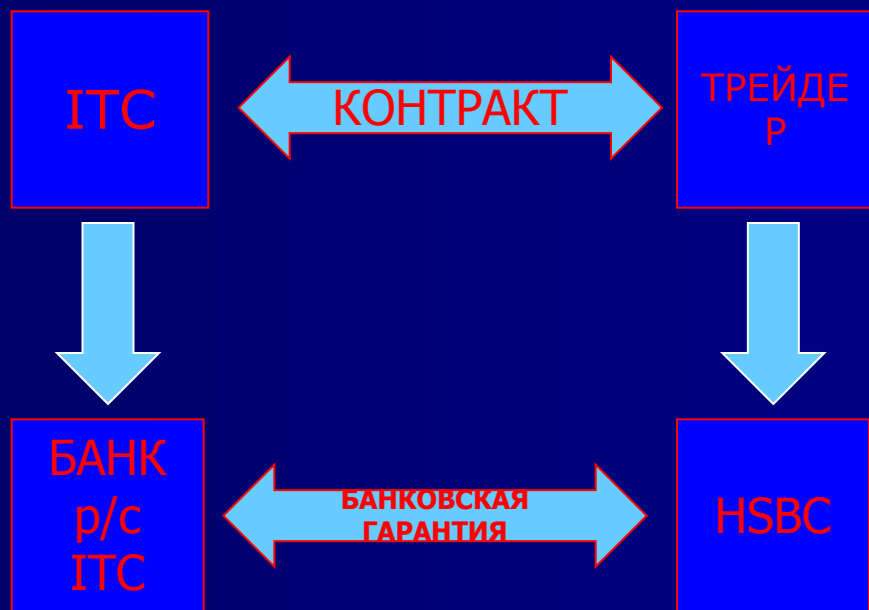 ITC
КОНТРАКТ
ТРЕЙДЕ
Р
БАНК
р/с
ITC
БАНКОВСКАЯ
ГАРАНТИЯ
HSBC